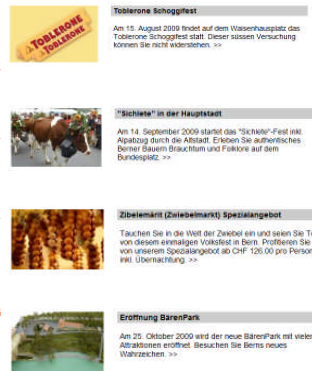 TOBLERONE
TOBLERONE
Toblerone Schoggifest
Am 15. August 2009 findet auf dem Waisenhausplatz das
Toblerone Schoggifest statt. Dieser süssen Versuchung
können Sie nicht widerstehen. >>
"Sichlete" in der Hauptstadt
Am 14. September 2009 startet das "Sichlete"-Fest inkl.
Alpabzug durch die Altstadt. Erleben Sie authentisches
Berner Bauern Brauchtum und Folklore auf dem
Bundesplatz. >>
Zibelemärit (Zwiebelmarkt) Spezialangebot
Tauchen Sie in die Welt der Zwiebel ein und seien Sie Te
von diesem einmaligen Volksfest in Bern. Profitieren Sie
von unserem Spezialangebot ab CHF 126.00 pro Person
inkl. Übernachtung. >>
Eröffnung BärenPark
Am 25. Oktober 2009 wird der neue BärenPark mit vielen
Attraktionen eröffnet. Besuchen Sie Berns neues
Wahrzeichen. >>